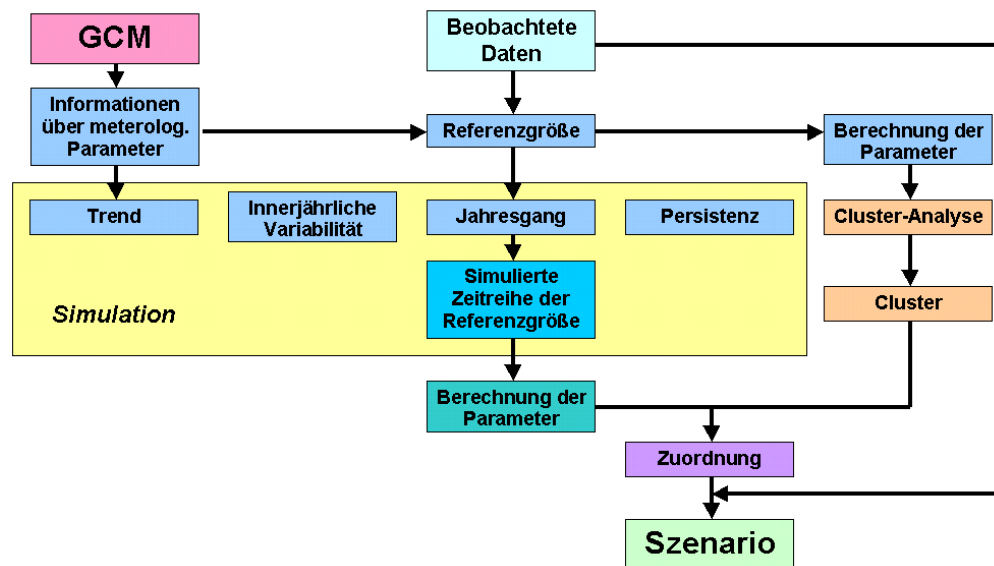 GCM
Beobachtete
Daten
Informationen
über meterolog.
Parameter
Referenzgröße
Berechnung der
Parameter
Trend
Innerjährliche
Variabilität
Jahresgang
Persistenz
Cluster-Analyse
Simulierte
Zeitreihe der
Referenzgröße
Simulation
Cluster
Berechnung der
Parameter
Zuordnung
Szenario